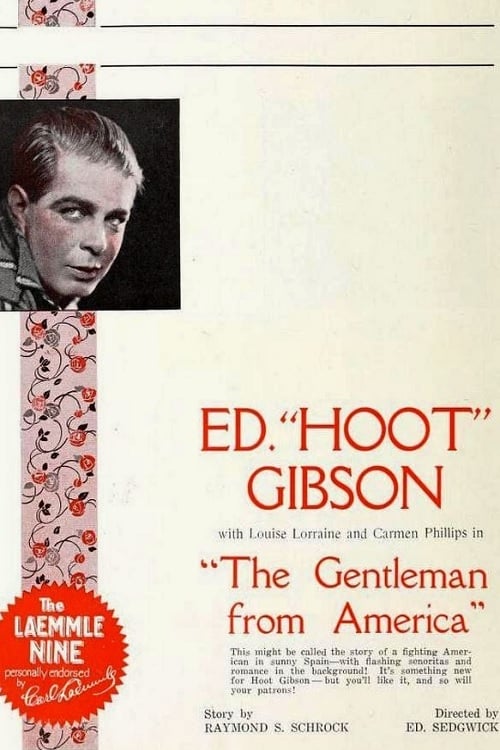 ED. “HOOT”
GIBSON
with Louise Lorraine and Carmen Phillips in
“The Gentleman
from America”
This might be called the story of a fighting Amer-
ican in sunny Spain—with flashing senoritas and
romance in the background! It's something new
for Hoot Gibson—but you'll like it, and so will
your patrons!
Story by
RAYMOND S. SCHROCK
Directed by
ED. SEDGWICK
The
LAEMMLE
NINE
personally endorsed
by
Carl Laemmle